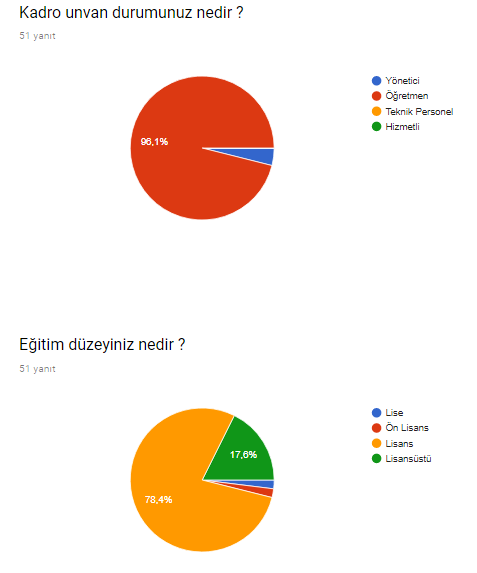 Kadro unvan durumunuz nedir ?
51 yanıt
96,1%
Yönetici
Öğretmen
Teknik Personel
Hizmetli
Eğitim düzeyiniz nedir ?
51 yanıt
17,6%
78,4%
Lise
Ön Lisans
Lisans
Lisansüstü